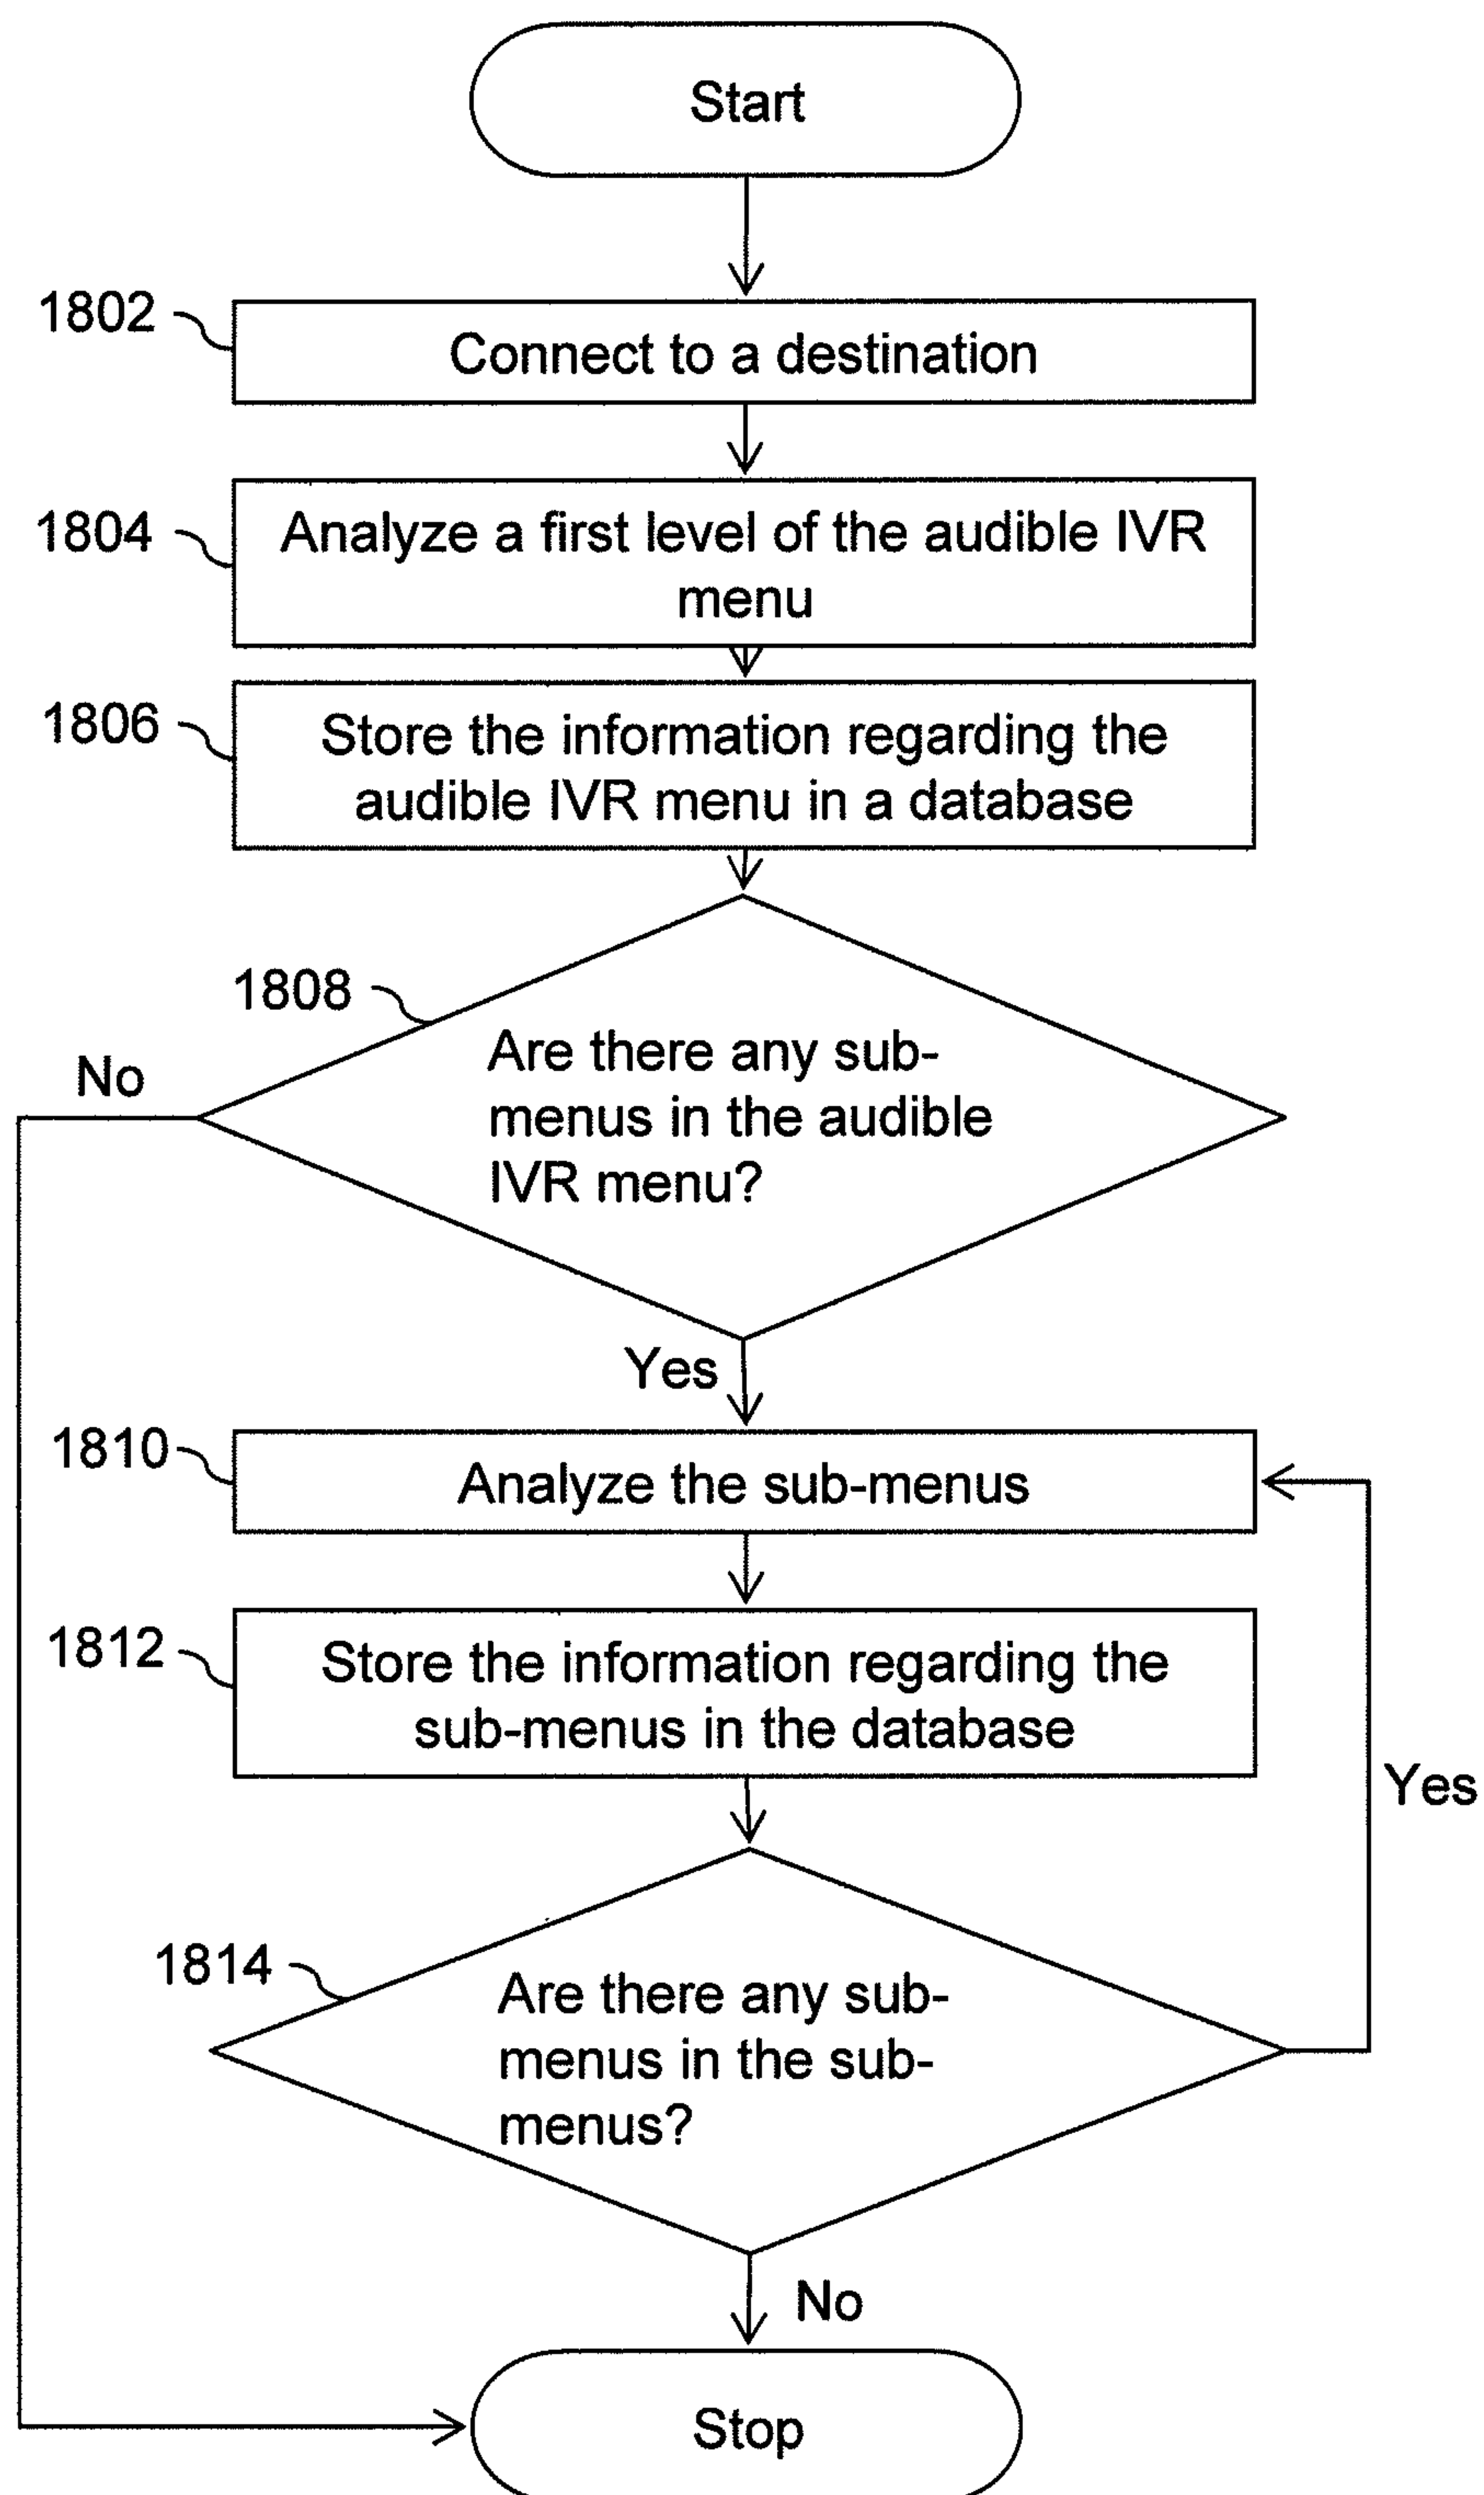 Start
1802
Connect to a destination
1804
Analyze a first level of the audible IVR
menu
1806
Store the information regarding the
audible IVR menu in a database
1808
Are there any sub-
menus in the audible
IVR menu?
No
Yes
1810
Analyze the sub-menus
1812
Store the information regarding the
sub-menus in the database
Yes
1814
Are there any sub-
menus in the sub-
menus?
No
Stop